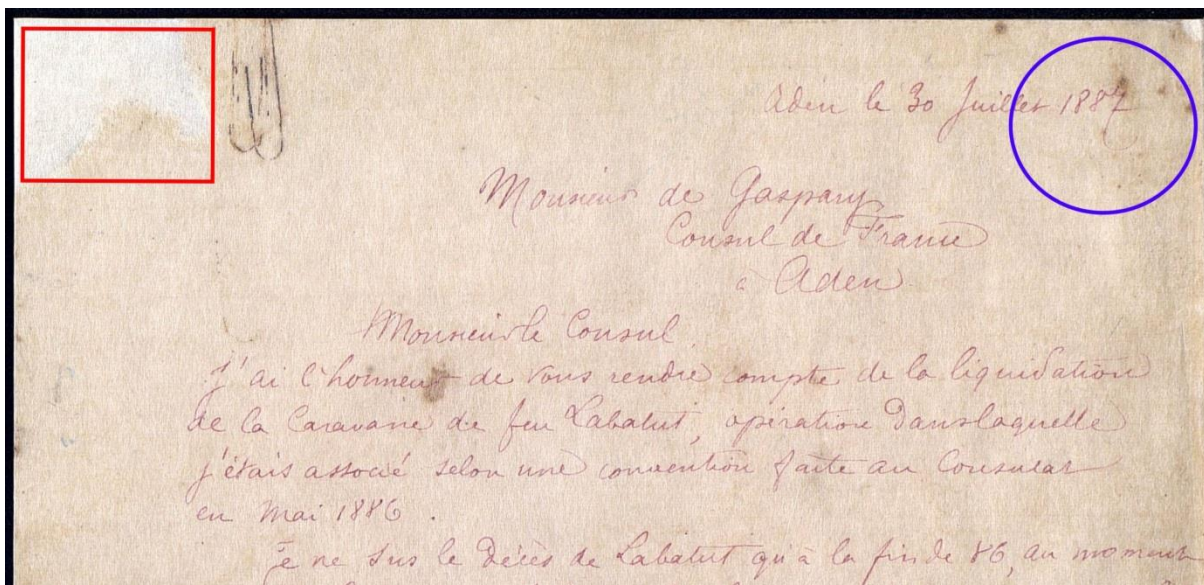 Aden le 30 Juillet 1887
Monsieur de Gaspary
Consul de France
à Aden
Monsieur le Consul,
J'ai l'honneur de vous rendre compte de la liquidation
de la Caravane de feu Labatut, opération dans laquelle
j'étais associé selon une convention faite au Consulat
en Mai 1886.
Je ne sus le décès de Labatut qu'à la fin de 86, au moment